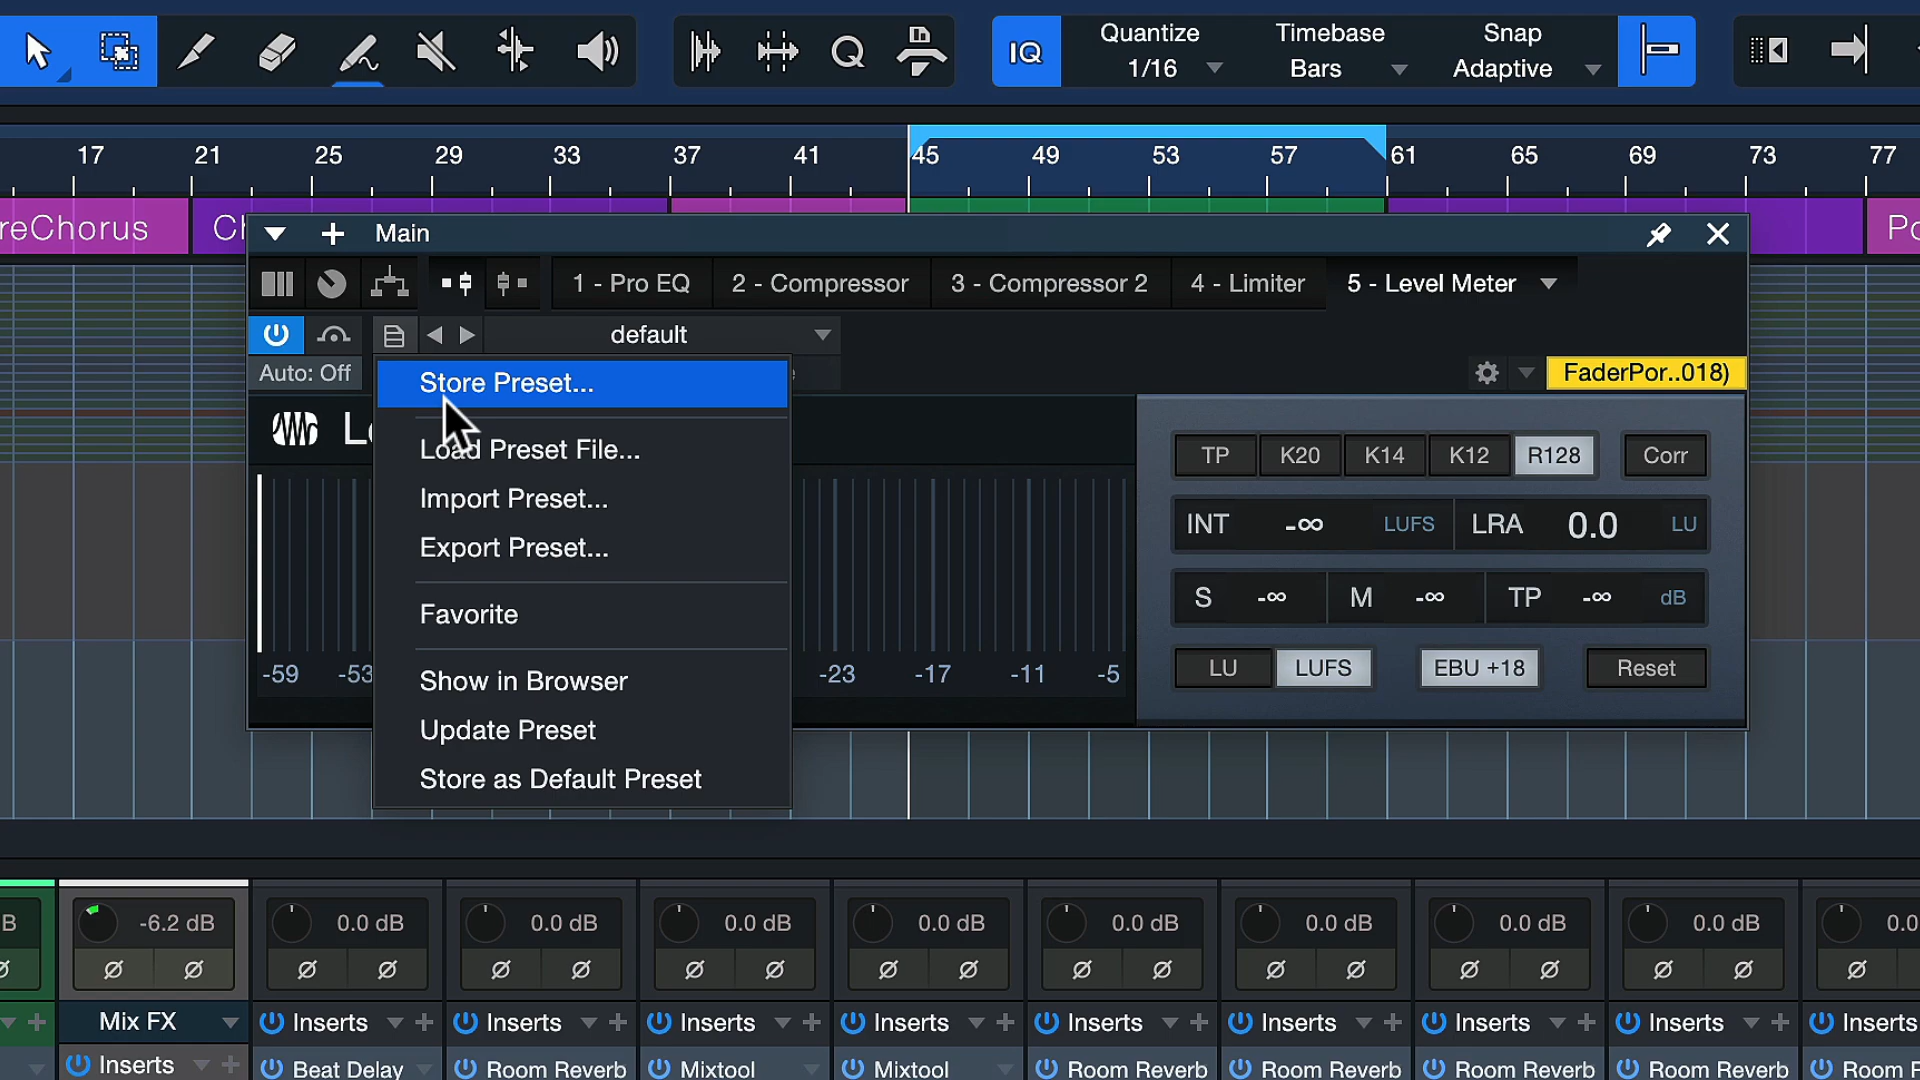 IQ
Quantize
1/16
Timebase
Bars
Snap
Adaptive
17 21 25 29 33 37 41 45 49 53 57 61 65 69 73 77
reChorus
Main
1 - Pro EQ 2 - Compressor 3 - Compressor 2 4 - Limiter 5 - Level Meter
default
Auto: Off
FaderPor..018)
Store Preset...
Load Preset File...
Import Preset...
Export Preset...
Favorite
Show in Browser
Update Preset
Store as Default Preset
-59 -53 -23 -17 -11 -5
TP K20 K14 K12 R128 Corr
INT -∞ LUFS LRA 0.0 LU
S -∞ M -∞ TP -∞ dB
LU LUFS EBU +18 Reset
B -6.2 dB 0.0 dB 0.0 dB 0.0 dB 0.0 dB 0.0 dB 0.0 dB 0.0 dB 0.0 dB 0.0
Ø Ø Ø Ø Ø Ø Ø Ø Ø Ø Ø Ø Ø Ø Ø Ø Ø Ø Ø Ø
Mix FX Inserts Inserts Inserts Inserts Inserts Inserts Inserts Inserts Inserts
Inserts Beat Delay Room Reverb Mixtool Mixtool Room Reverb Room Reverb Room Reverb Room Reverb Room R